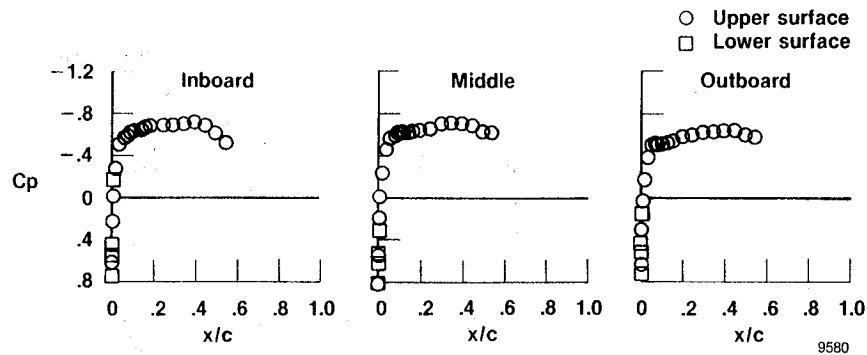 Upper surface
Lower surface
Inboard Middle Outboard
−1.2
−.8
−.4
Cp 0
.4
.8
0 .2 .4 .6 .8 1.0 0 .2 .4 .6 .8 1.0 0 .2 .4 .6 .8 1.0
x/c x/c x/c
9580